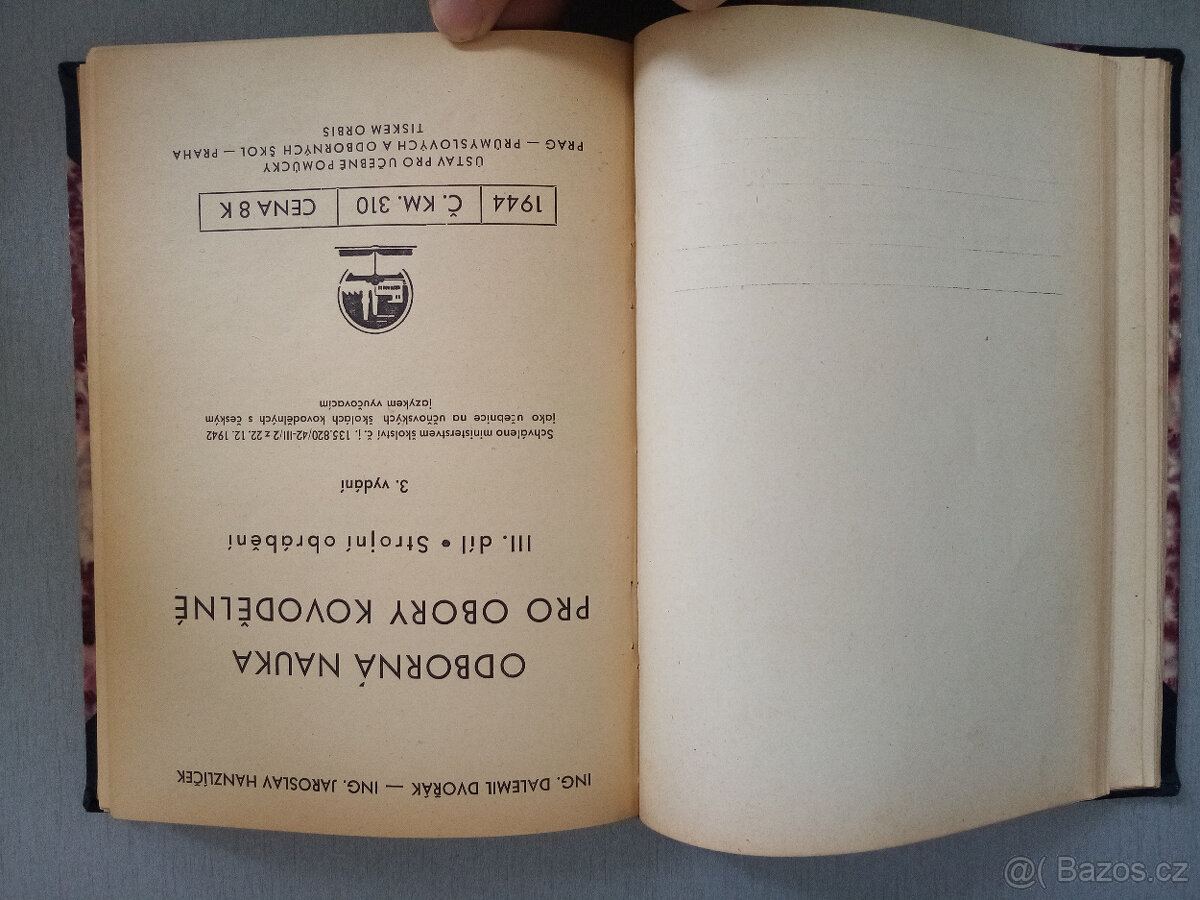 ING. DALEMIL DVOŘÁK — ING. JAROSLAV HANZLÍČEK
ODBORNÁ NAUKA
PRO OBORY KOVODĚLNÉ
III. díl • Strojní obrábění
3. vydání
Schváleno ministerstvem školství č. j. 135.820/42-III/2 z 22. 12. 1942
jako učebnice na učňovských školách kovodělných s českým
jazykem vyučovacím
1944 Č. KM. 310 CENA 8 K
ÚSTAV PRO UČEBNÉ POMŮCKY
PRAG — PRŮMYSLOVÝCH A ODBORNÝCH ŠKOL — PRAHA
TISKEM ORBIS
@( Bazos.cz